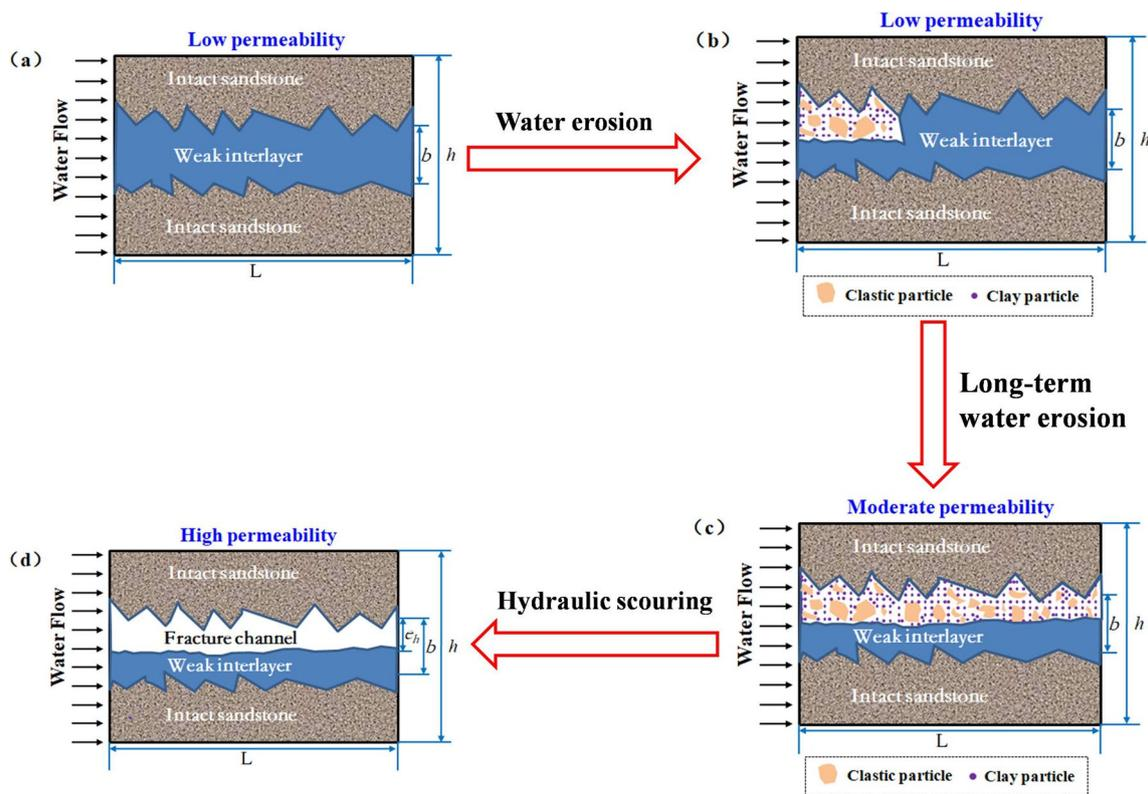 (a)
Low permeability
Water Flow
Intact sandstone
Weak interlayer
b
h
Intact sandstone
L
Water erosion
(b)
Low permeability
Water Flow
Intact sandstone
Weak interlayer
b
h
Intact sandstone
L
Clastic particle
Clay particle
Long-term
water erosion
(c)
Moderate permeability
Water Flow
Intact sandstone
Weak interlayer
b
h
Intact sandstone
L
Clastic particle
Clay particle
Hydraulic scouring
(d)
High permeability
Water Flow
Intact sandstone
Fracture channel
e_h
b
h
Weak interlayer
Intact sandstone
L